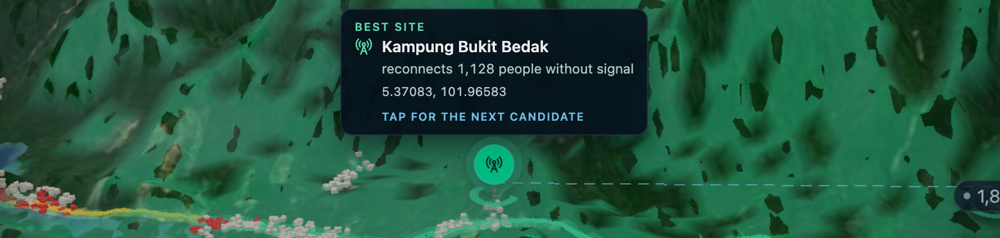 BEST SITE
Kampung Bukit Bedak
reconnects 1,128 people without signal
5.37083, 101.96583
TAP FOR THE NEXT CANDIDATE
1,8